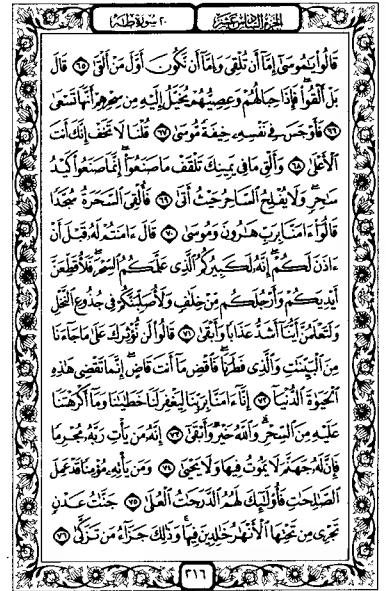 الجزء السادس عشر
٢٠ سورة طه
قَالُوا۟ يَٰمُوسَىٰٓ إِمَّآ أَن تُلْقِىَ وَإِمَّآ أَن نَّكُونَ أَوَّلَ مَنْ أَلْقَىٰ ٦٥ قَالَ
بَلْ أَلْقُوا۟ فَإِذَا حِبَالُهُمْ وَعِصِيُّهُمْ يُخَيَّلُ إِلَيْهِ مِن سِحْرِهِمْ أَنَّهَا تَسْعَىٰ
٦٦ فَأَوْجَسَ فِى نَفْسِهِۦ خِيفَةً مُّوسَىٰ ٦٧ قُلْنَا لَا تَخَفْ إِنَّكَ أَنتَ
ٱلْأَعْلَىٰ ٦٨ وَأَلْقِ مَا فِى يَمِينِكَ تَلْقَفْ مَا صَنَعُوٓا۟ إِنَّمَا صَنَعُوا۟ كَيْدُ
سَٰحِرٍ وَلَا يُفْلِحُ ٱلسَّاحِرُ حَيْثُ أَتَىٰ ٦٩ فَأُلْقِىَ ٱلسَّحَرَةُ سُجَّدًا
قَالُوٓا۟ ءَامَنَّا بِرَبِّ هَٰرُونَ وَمُوسَىٰ ٧٠ قَالَ ءَامَنتُمْ لَهُۥ قَبْلَ أَنْ
ءَاذَنَ لَكُمْ إِنَّهُۥ لَكَبِيرُكُمُ ٱلَّذِى عَلَّمَكُمُ ٱلسِّحْرَ فَلَأُقَطِّعَنَّ
أَيْدِيَكُمْ وَأَرْجُلَكُم مِّنْ خِلَٰفٍ وَلَأُصَلِّبَنَّكُمْ فِى جُذُوعِ ٱلنَّخْلِ
وَلَتَعْلَمُنَّ أَيُّنَآ أَشَدُّ عَذَابًا وَأَبْقَىٰ ٧١ قَالُوا۟ لَن نُّؤْثِرَكَ عَلَىٰ مَا جَآءَنَا
مِنَ ٱلْبَيِّنَٰتِ وَٱلَّذِى فَطَرَنَا فَٱقْضِ مَآ أَنتَ قَاضٍ إِنَّمَا تَقْضِى هَٰذِهِ
ٱلْحَيَوٰةَ ٱلدُّنْيَآ ٧٢ إِنَّآ ءَامَنَّا بِرَبِّنَا لِيَغْفِرَ لَنَا خَطَٰيَٰنَا وَمَآ أَكْرَهْتَنَا
عَلَيْهِ مِنَ ٱلسِّحْرِ وَٱللَّهُ خَيْرٌ وَأَبْقَىٰٓ ٧٣ إِنَّهُۥ مَن يَأْتِ رَبَّهُۥ مُجْرِمًا
فَإِنَّ لَهُۥ جَهَنَّمَ لَا يَمُوتُ فِيهَا وَلَا يَحْيَىٰ ٧٤ وَمَن يَأْتِهِۦ مُؤْمِنًا قَدْ عَمِلَ
ٱلصَّٰلِحَٰتِ فَأُو۟لَٰٓئِكَ لَهُمُ ٱلدَّرَجَٰتُ ٱلْعُلَىٰ ٧٥ جَنَّٰتُ عَدْنٍ
تَجْرِى مِن تَحْتِهَا ٱلْأَنْهَٰرُ خَٰلِدِينَ فِيهَا وَذَٰلِكَ جَزَآءُ مَن تَزَكَّىٰ ٧٦
٣١٦